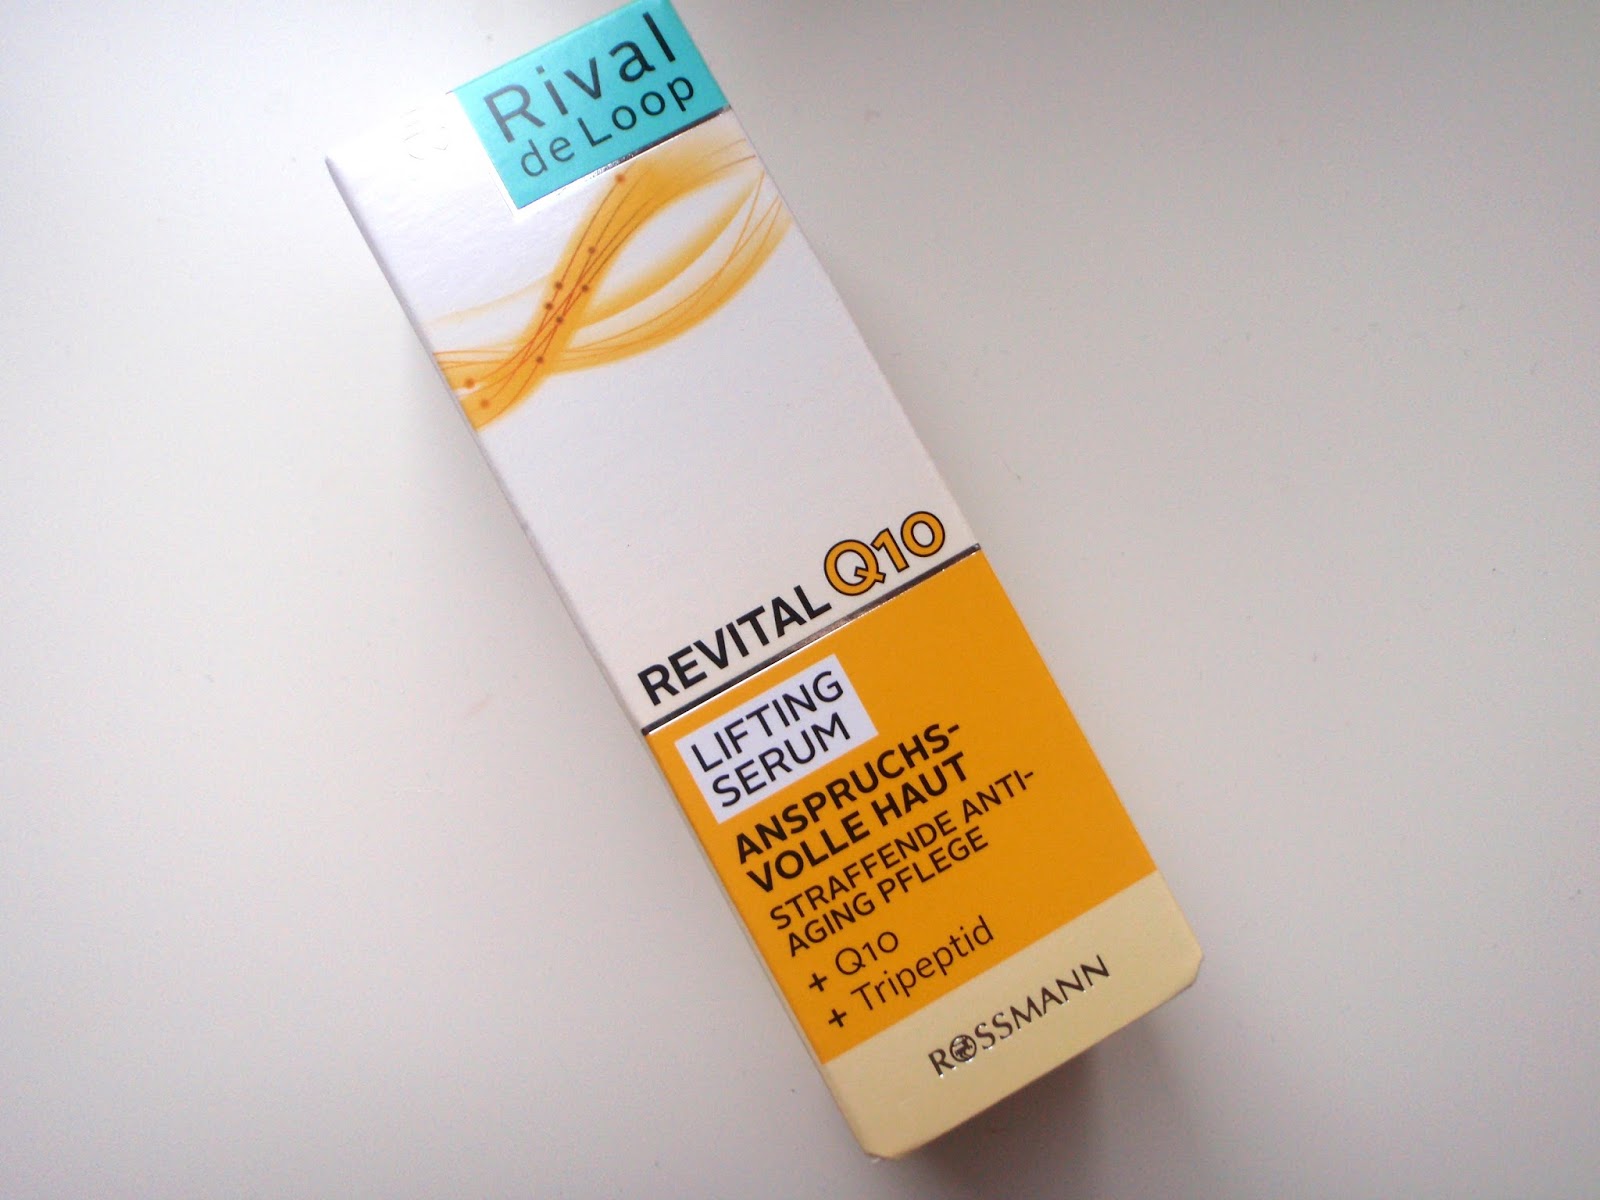 Rival
de Loop
REVITAL Q10
LIFTING
SERUM
ANSPRUCHS-
VOLLE HAUT
STRAFFENDE ANTI-
AGING PFLEGE
+ Q10
+ Tripeptid
ROSSMANN